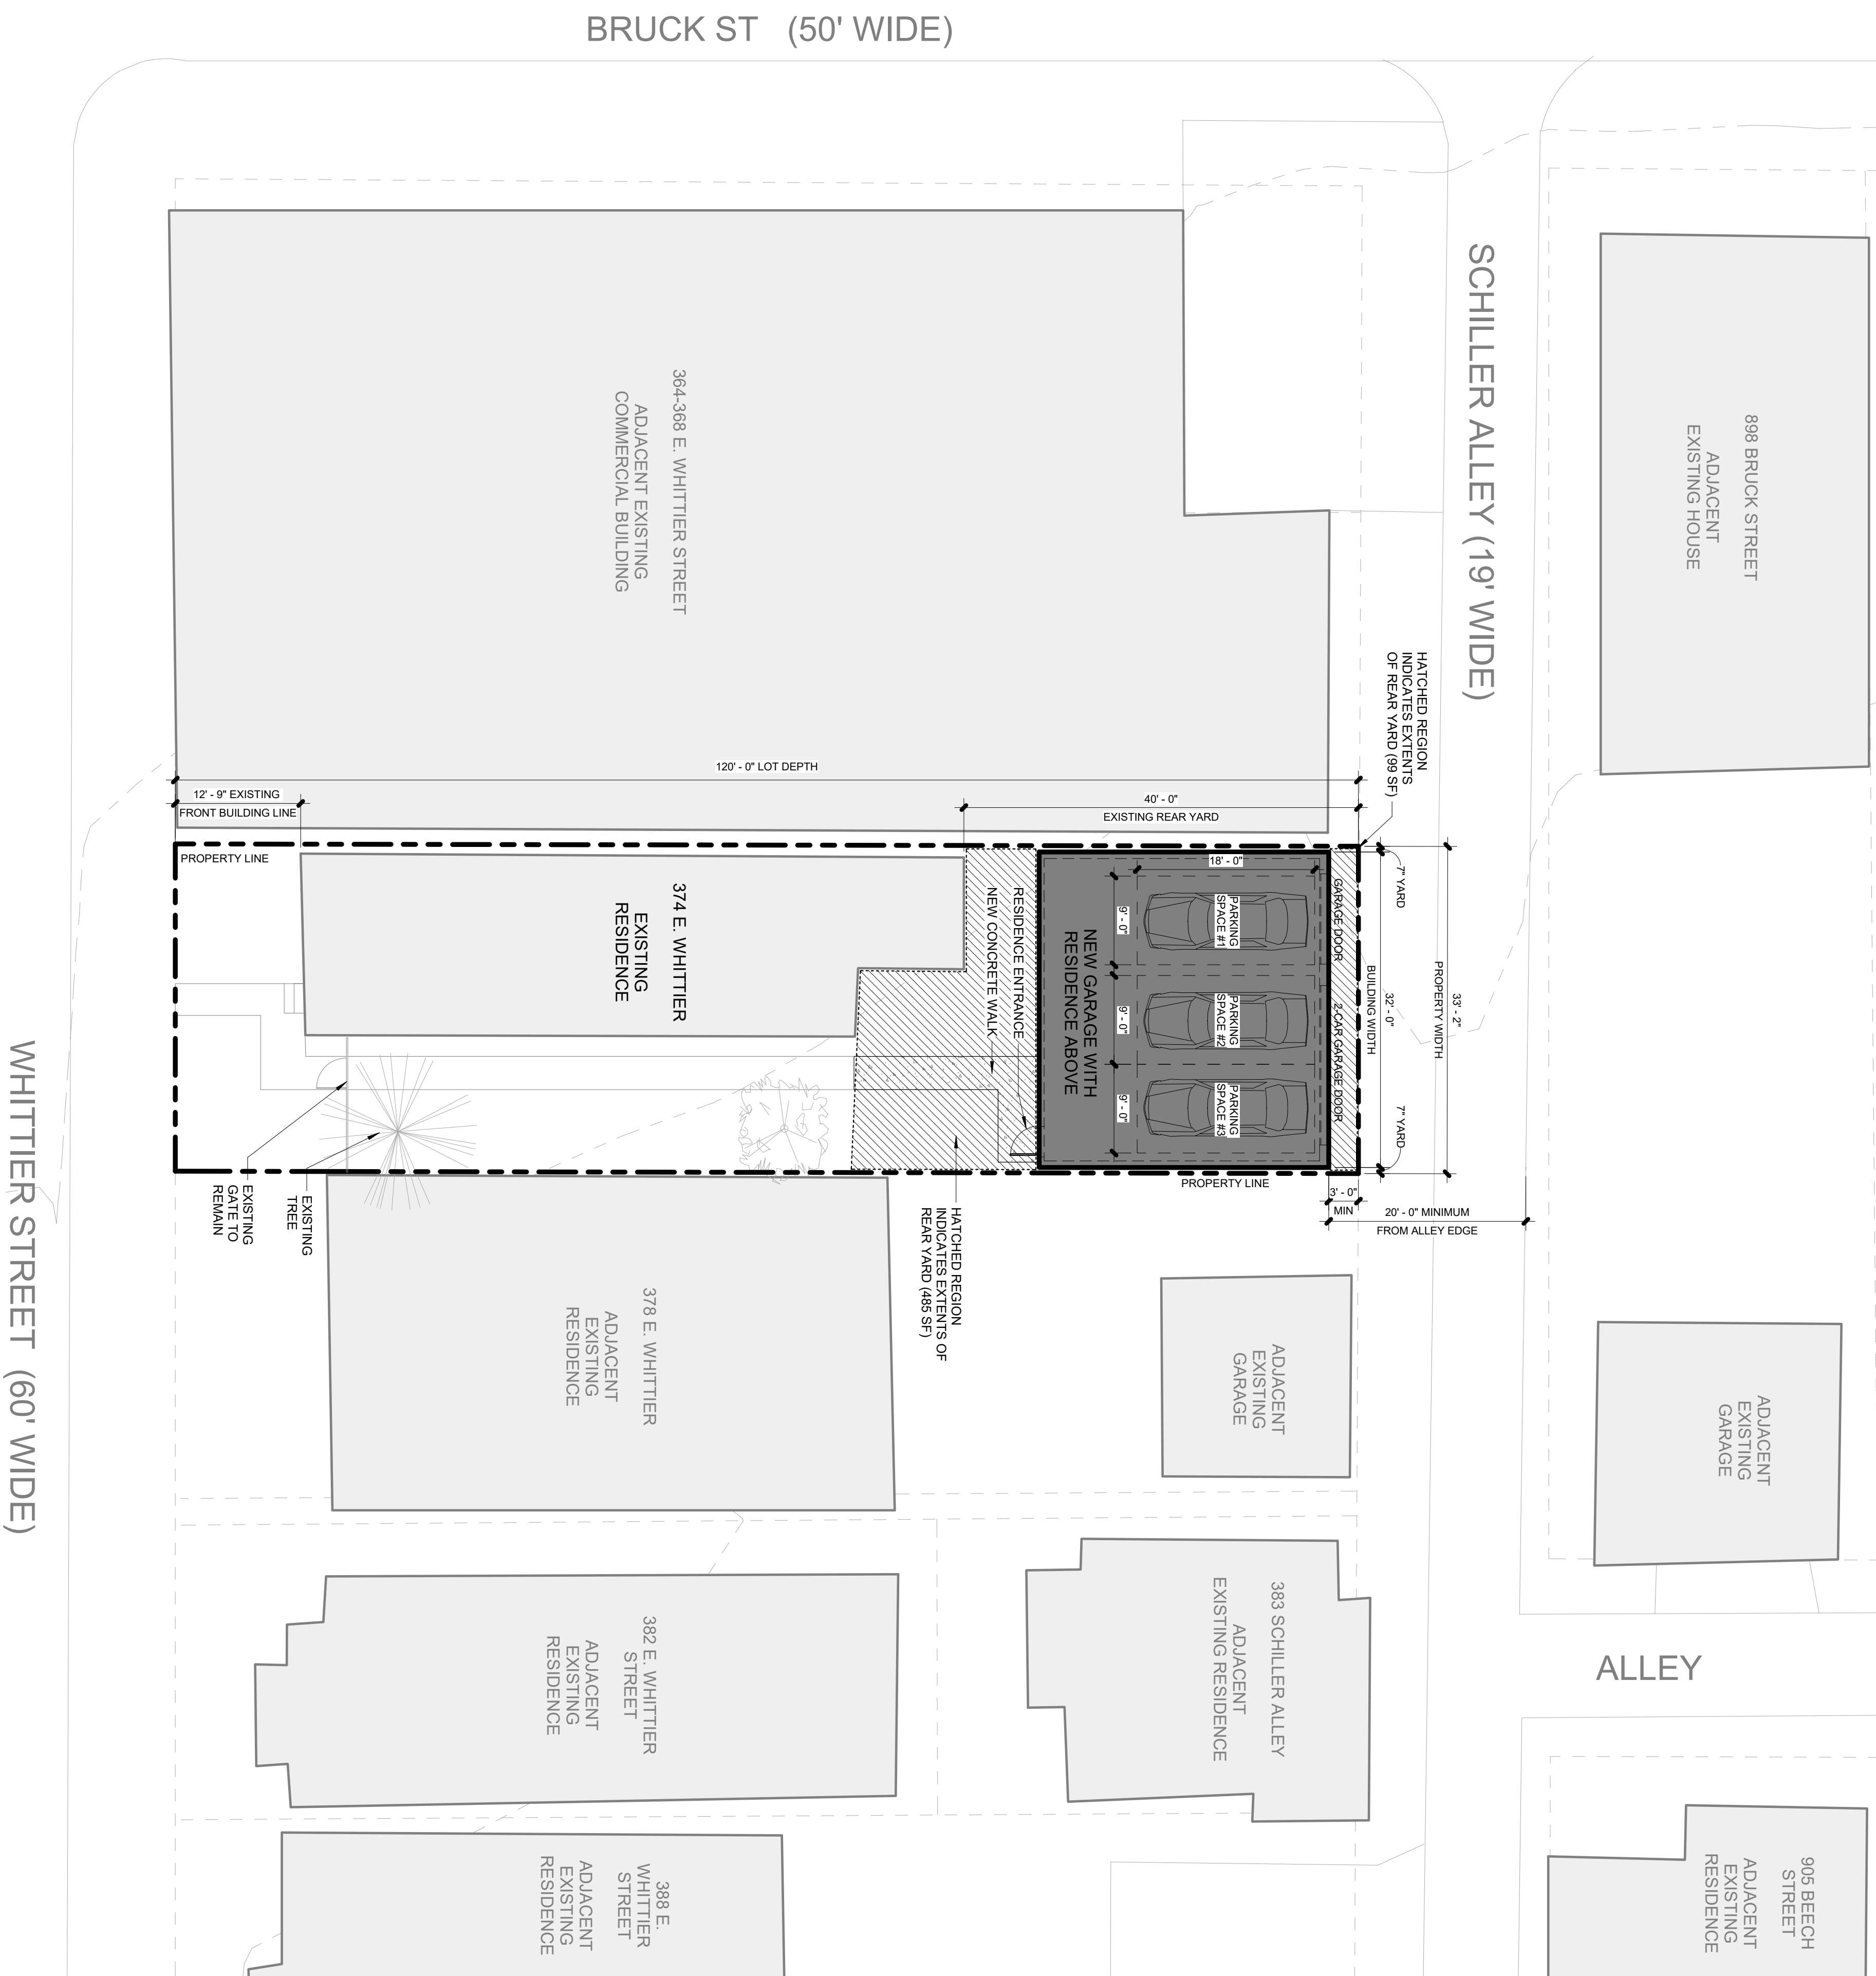 BRUCK ST (50' WIDE)
SCHILLER ALLEY (19' WIDE)
WHITTIER STREET (60' WIDE)
ALLEY
898 BRUCK STREET
ADJACENT
EXISTING HOUSE
364-368 E. WHITTIER STREET
ADJACENT EXISTING
COMMERCIAL BUILDING
HATCHED REGION
INDICATES EXTENTS
OF REAR YARD (99 SF)
120' - 0" LOT DEPTH
12' - 9" EXISTING
FRONT BUILDING LINE
40' - 0"
EXISTING REAR YARD
PROPERTY LINE
374 E. WHITTIER
EXISTING
RESIDENCE
NEW CONCRETE WALK
RESIDENCE ENTRANCE
NEW GARAGE WITH
RESIDENCE ABOVE
18' - 0"
9' - 0"
9' - 0"
9' - 0"
PARKING
SPACE #1
PARKING
SPACE #2
PARKING
SPACE #3
GARAGE DOOR
2-CAR GARAGE DOOR
7" YARD
32' - 0"
BUILDING WIDTH
33' - 2"
PROPERTY WIDTH
7" YARD
PROPERTY LINE
3' - 0"
MIN
20' - 0" MINIMUM
FROM ALLEY EDGE
EXISTING
GATE TO
REMAIN
EXISTING
TREE
HATCHED REGION
INDICATES EXTENTS OF
REAR YARD (485 SF)
378 E. WHITTIER
ADJACENT
EXISTING
RESIDENCE
ADJACENT
EXISTING
GARAGE
ADJACENT
EXISTING
GARAGE
382 E. WHITTIER
STREET
ADJACENT
EXISTING
RESIDENCE
383 SCHILLER ALLEY
ADJACENT
EXISTING RESIDENCE
388 E.
WHITTIER
STREET
ADJACENT
EXISTING
RESIDENCE
905 BEECH
STREET
ADJACENT
EXISTING
RESIDENCE